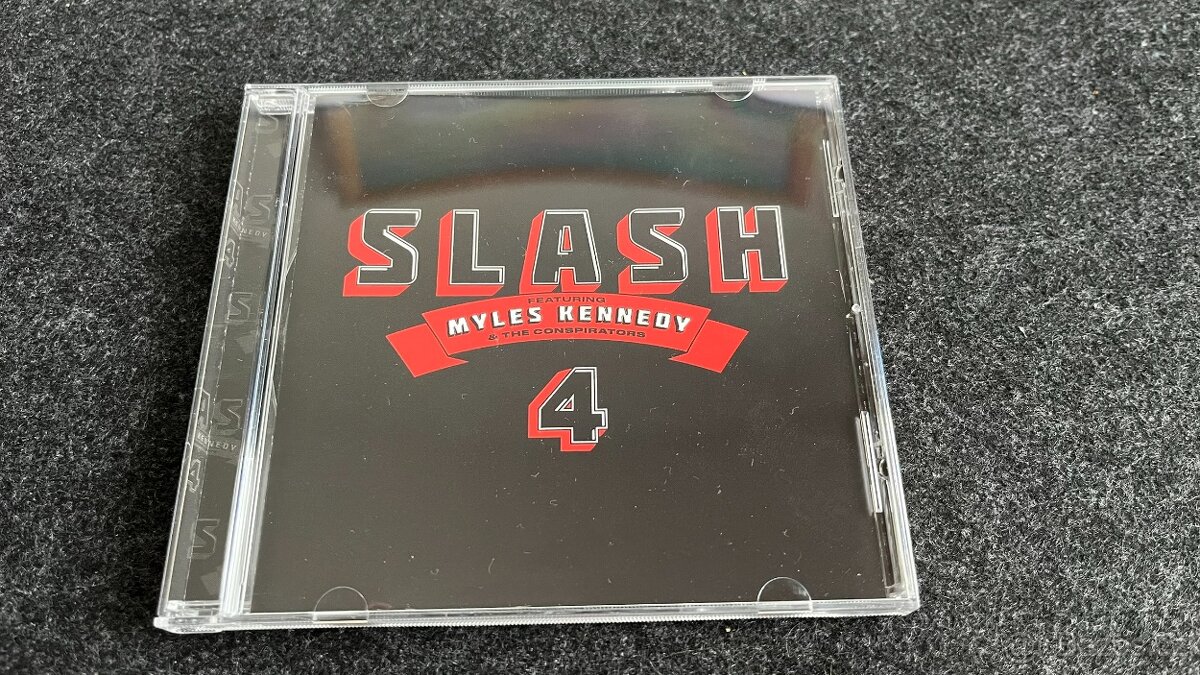 SLASH
FEATURING
MYLES KENNEDY
& THE CONSPIRATORS
4